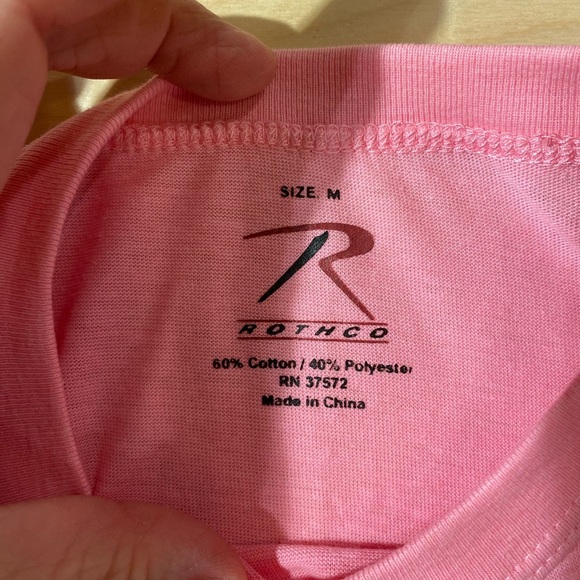 SIZE. M
R
ROTHCO
60% Cotton / 40% Polyester
RN 37572
Made in China